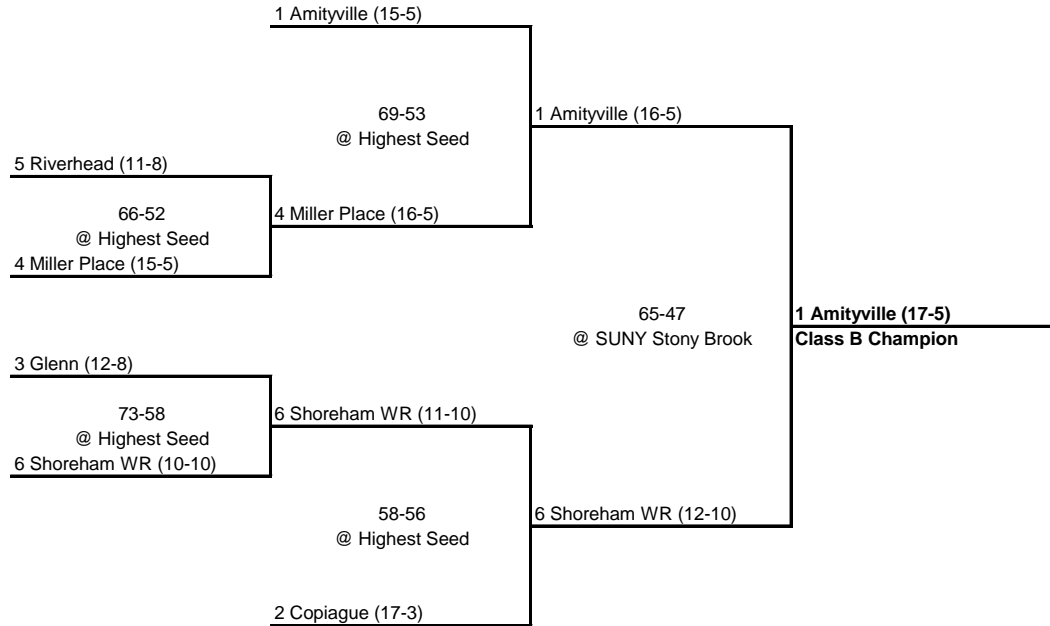 1 Amityville (15-5)
69-53
@ Highest Seed
1 Amityville (16-5)
5 Riverhead (11-8)
66-52
@ Highest Seed
4 Miller Place (16-5)
4 Miller Place (15-5)
65-47
@ SUNY Stony Brook
1 Amityville (17-5)
Class B Champion
3 Glenn (12-8)
73-58
@ Highest Seed
6 Shoreham WR (11-10)
6 Shoreham WR (10-10)
58-56
@ Highest Seed
6 Shoreham WR (12-10)
2 Copiague (17-3)